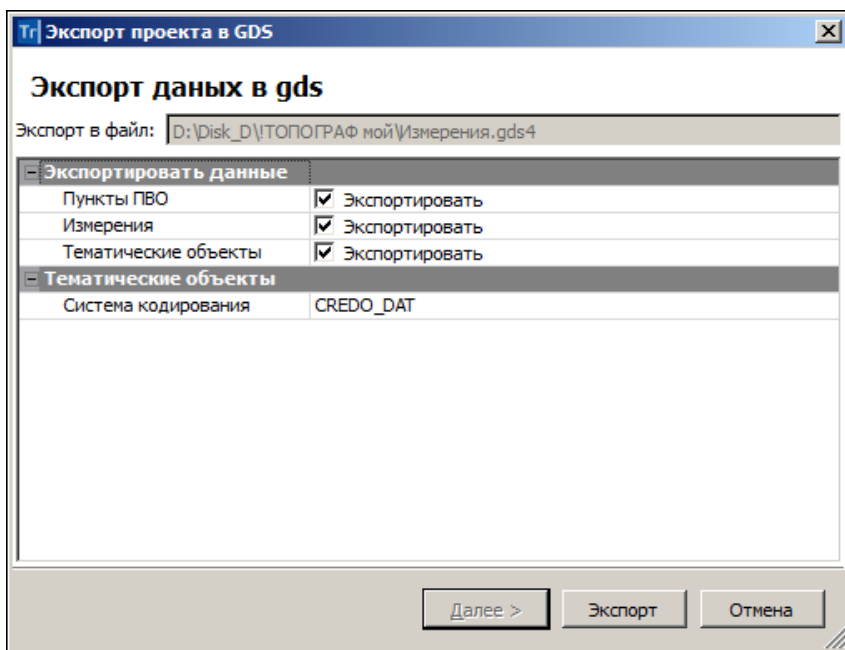 Tr Экспорт проекта в GDS
Экспорт даных в gds
Экспорт в файл: D:\Disk_D\!ТОПОГРАФ мой\Измерения.gds4
Экспортировать данные
Пункты ПВО Экспортировать
Измерения Экспортировать
Тематические объекты Экспортировать
Тематические объекты
Система кодирования CREDO_DAT
Далее > Экспорт Отмена